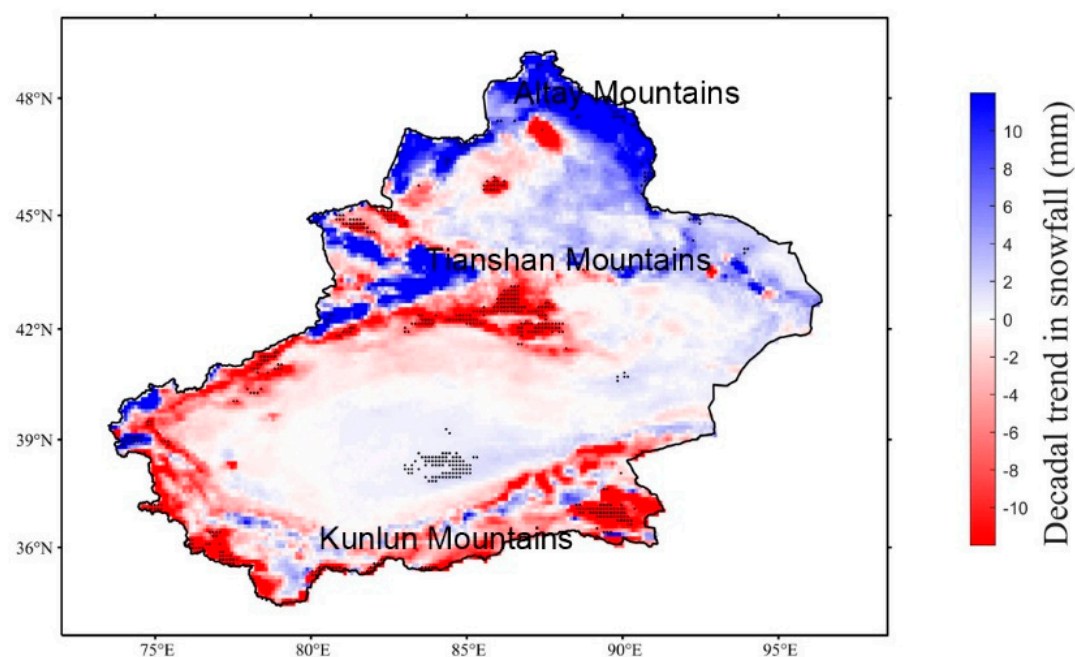 48°N
45°N
42°N
39°N
36°N
75°E
80°E
85°E
90°E
95°E
Altay Mountains
Tianshan Mountains
Kunlun Mountains
10
8
6
4
2
0
-2
-4
-6
-8
-10
Decadal trend in snowfall (mm)